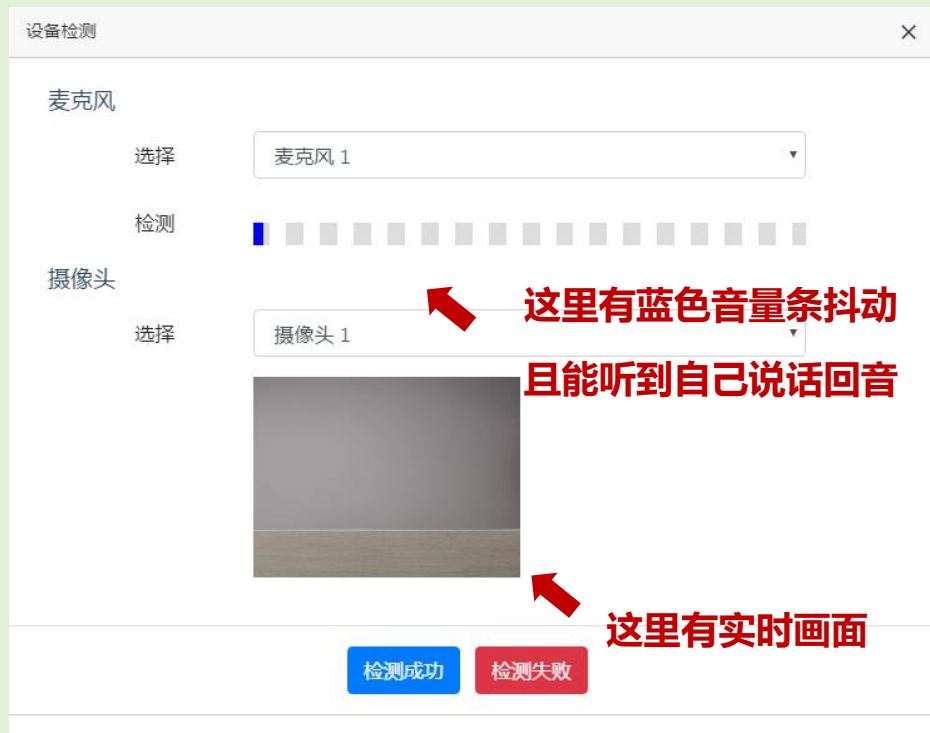 设备检测
麦克风
选择
麦克风 1
检测
摄像头
这里有蓝色音量条抖动
选择
摄像头 1
且能听到自己说话回音
这里有实时画面
检测成功
检测失败